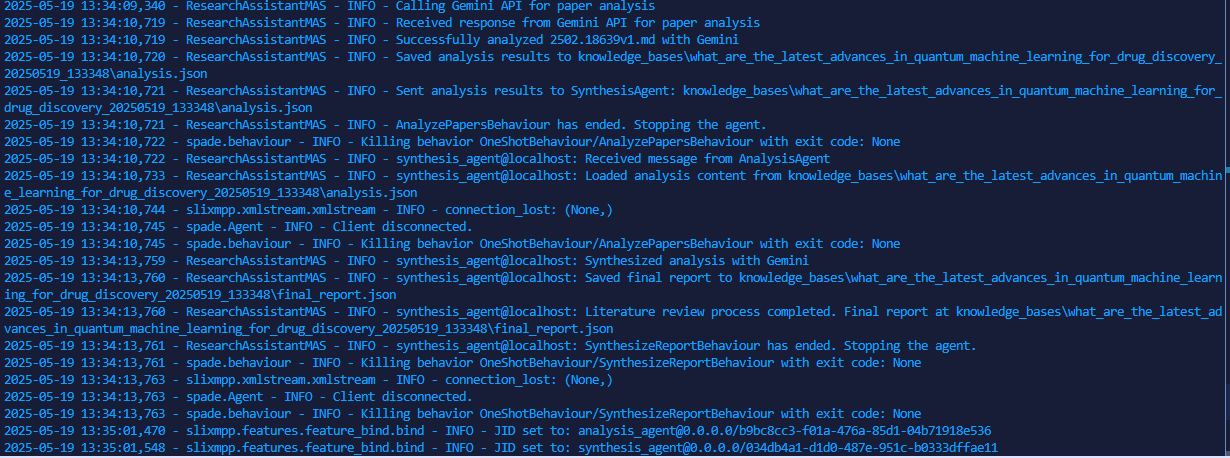 2025-05-19 13:34:09,340 - ResearchAssistantMAS - INFO - Calling Gemini API for paper analysis
2025-05-19 13:34:10,719 - ResearchAssistantMAS - INFO - Received response from Gemini API for paper analysis
2025-05-19 13:34:10,719 - ResearchAssistantMAS - INFO - Successfully analyzed 2502.18639v1.md with Gemini
2025-05-19 13:34:10,720 - ResearchAssistantMAS - INFO - Saved analysis results to knowledge_bases\what_are_the_latest_advances_in_quantum_machine_learning_for_drug_discovery_
20250519_133348\analysis.json
2025-05-19 13:34:10,721 - ResearchAssistantMAS - INFO - Sent analysis results to SynthesisAgent: knowledge_bases\what_are_the_latest_advances_in_quantum_machine_learning_for_
drug_discovery_20250519_133348\analysis.json
2025-05-19 13:34:10,721 - ResearchAssistantMAS - INFO - AnalyzePapersBehaviour has ended. Stopping the agent.
2025-05-19 13:34:10,722 - spade.behaviour - INFO - Killing behavior OneShotBehaviour/AnalyzePapersBehaviour with exit code: None
2025-05-19 13:34:10,722 - ResearchAssistantMAS - INFO - synthesis_agent@localhost: Received message from AnalysisAgent
2025-05-19 13:34:10,733 - ResearchAssistantMAS - INFO - synthesis_agent@localhost: Loaded analysis content from knowledge_bases\what_are_the_latest_advances_in_quantum_machin
e_learning_for_drug_discovery_20250519_133348\analysis.json
2025-05-19 13:34:10,744 - slixmpp.xmlstream.xmlstream - INFO - connection_lost: (None,)
2025-05-19 13:34:10,745 - spade.Agent - INFO - Client disconnected.
2025-05-19 13:34:10,745 - spade.behaviour - INFO - Killing behavior OneShotBehaviour/AnalyzePapersBehaviour with exit code: None
2025-05-19 13:34:13,759 - ResearchAssistantMAS - INFO - synthesis_agent@localhost: Synthesized analysis with Gemini
2025-05-19 13:34:13,760 - ResearchAssistantMAS - INFO - synthesis_agent@localhost: Saved final report to knowledge_bases\what_are_the_latest_advances_in_quantum_machine_learn
ing_for_drug_discovery_20250519_133348\final_report.json
2025-05-19 13:34:13,760 - ResearchAssistantMAS - INFO - synthesis_agent@localhost: Literature review process completed. Final report at knowledge_bases\what_are_the_latest_ad
vances_in_quantum_machine_learning_for_drug_discovery_20250519_133348\final_report.json
2025-05-19 13:34:13,761 - ResearchAssistantMAS - INFO - synthesis_agent@localhost: SynthesizeReportBehaviour has ended. Stopping the agent.
2025-05-19 13:34:13,761 - spade.behaviour - INFO - Killing behavior OneShotBehaviour/SynthesizeReportBehaviour with exit code: None
2025-05-19 13:34:13,763 - slixmpp.xmlstream.xmlstream - INFO - connection_lost: (None,)
2025-05-19 13:34:13,763 - spade.Agent - INFO - Client disconnected.
2025-05-19 13:34:13,763 - spade.behaviour - INFO - Killing behavior OneShotBehaviour/SynthesizeReportBehaviour with exit code: None
2025-05-19 13:35:01,470 - slixmpp.features.feature_bind.bind - INFO - JID set to: analysis_agent@0.0.0.0/b9bc8cc3-f01a-476a-85d1-04b71918e536
2025-05-19 13:35:01,548 - slixmpp.features.feature_bind.bind - INFO - JID set to: synthesis_agent@0.0.0.0/034db4a1-d1d0-487e-951c-b0333dffae11